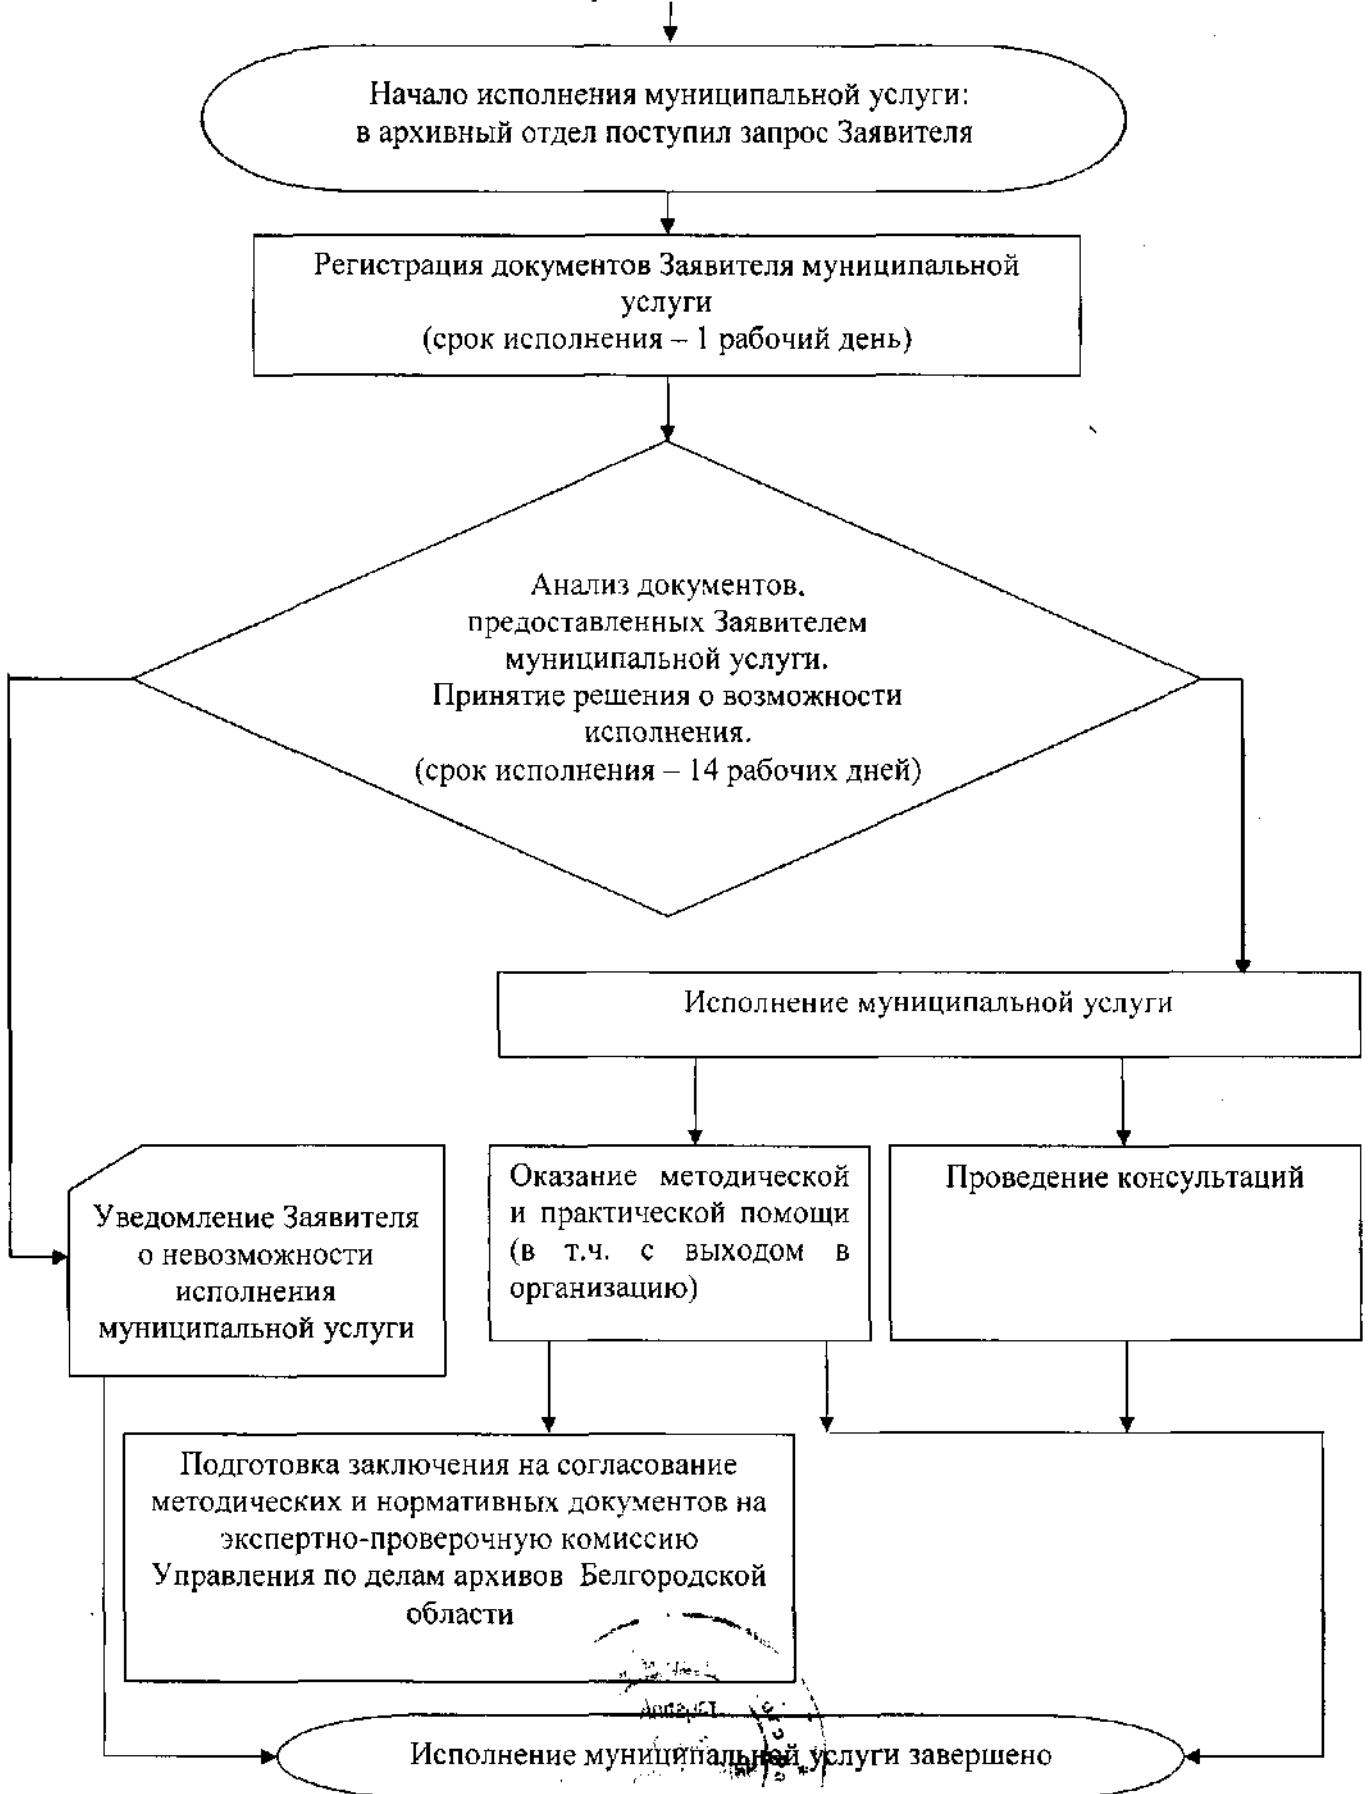 Начало исполнения муниципальной услуги:
в архивный отдел поступил запрос Заявителя
Регистрация документов Заявителя муниципальной
услуги
(срок исполнения – 1 рабочий день)
Анализ документов.
предоставленных Заявителем
муниципальной услуги.
Принятие решения о возможности
исполнения.
(срок исполнения – 14 рабочих дней)
Исполнение муниципальной услуги
Уведомление Заявителя
о невозможности
исполнения
муниципальной услуги
Оказание методической
и практической помощи
(в т.ч. с выходом в
организацию)
Проведение консультаций
Подготовка заключения на согласование
методических и нормативных документов на
экспертно-проверочную комиссию
Управления по делам архивов Белгородской
области
Исполнение муниципальной услуги завершено